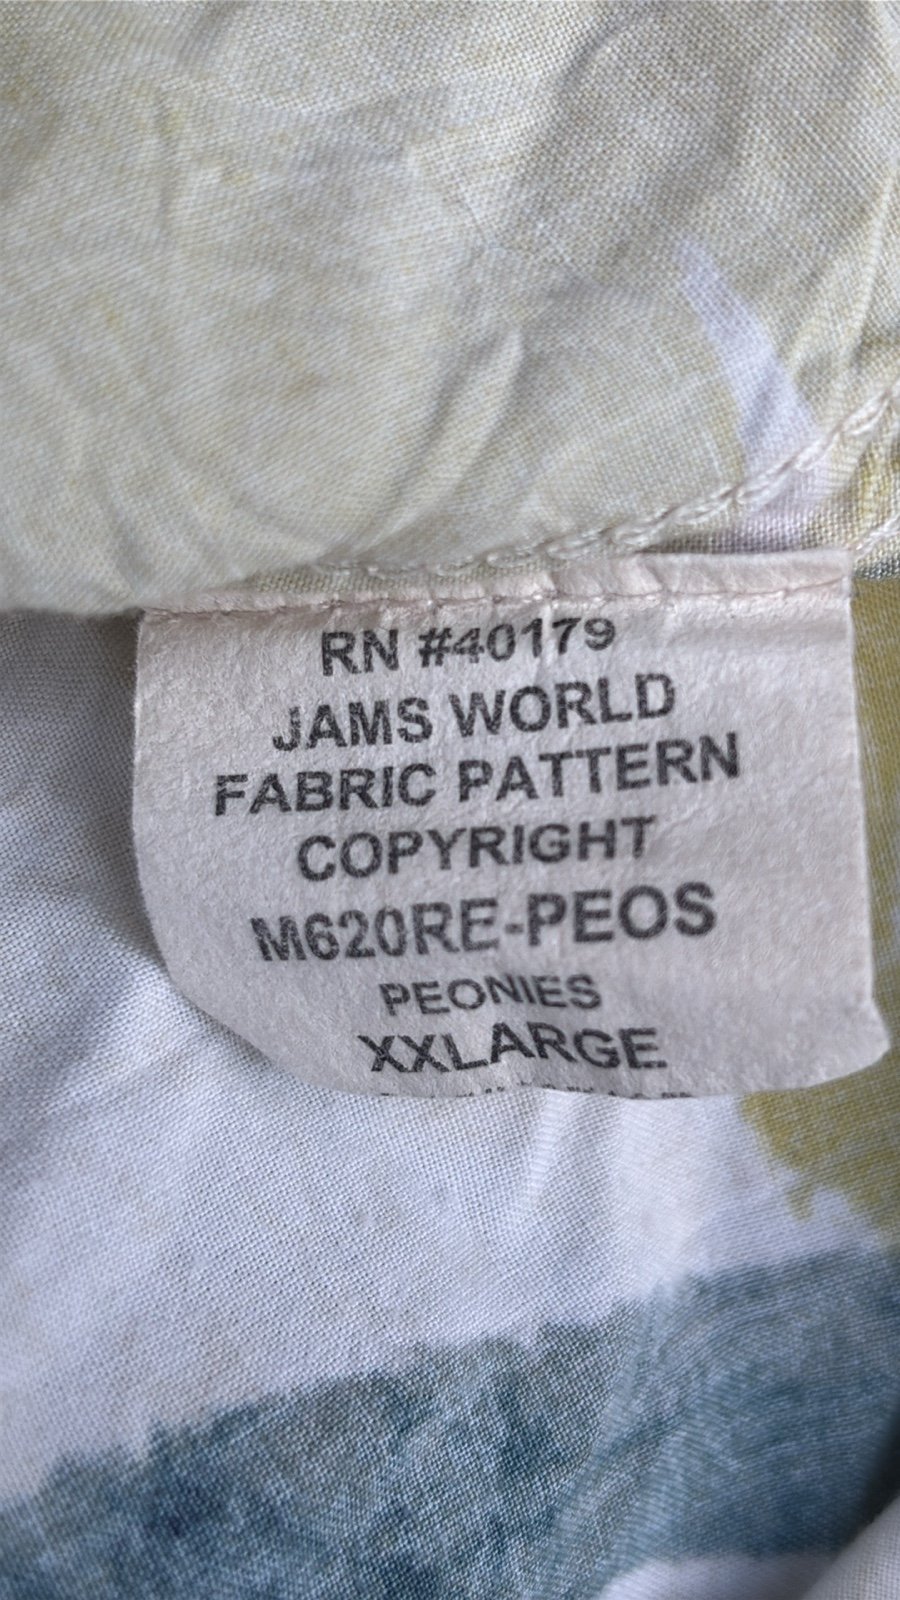 RN #40179
JAMS WORLD
FABRIC PATTERN
COPYRIGHT
M620RE-PEOS
PEONIES
XXLARGE